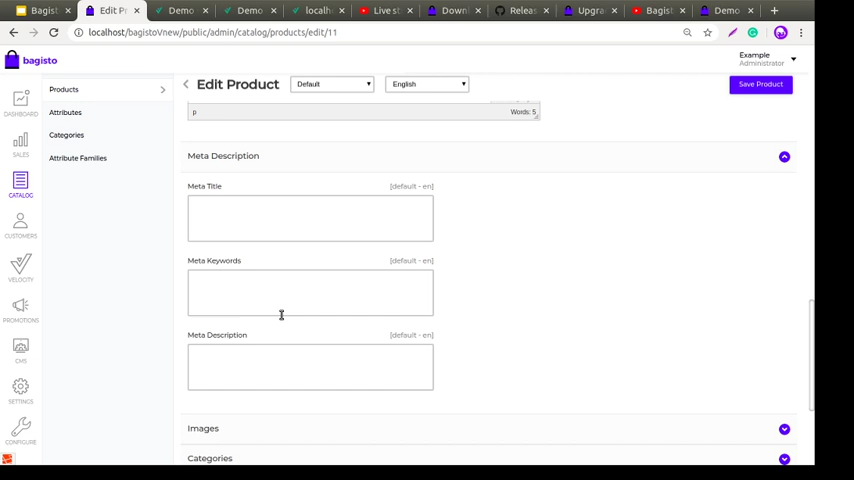 Bagist
Edit Pr
Demo
Demo
localh
Live st
Downl
Releas
Upgra
Bagist
Demo
localhost/bagistoVnew/public/admin/catalog/products/edit/11
bagisto
Example
Administrator
Products
Edit Product
Default
English
Save Product
Attributes
Categories
Attribute Families
DASHBOARD
SALES
CATALOG
CUSTOMERS
VELOCITY
PROMOTIONS
CMS
SETTINGS
CONFIGURE
p
Words: 5
Meta Description
Meta Title
[default - en]
Meta Keywords
[default - en]
Meta Description
[default - en]
Images
Categories